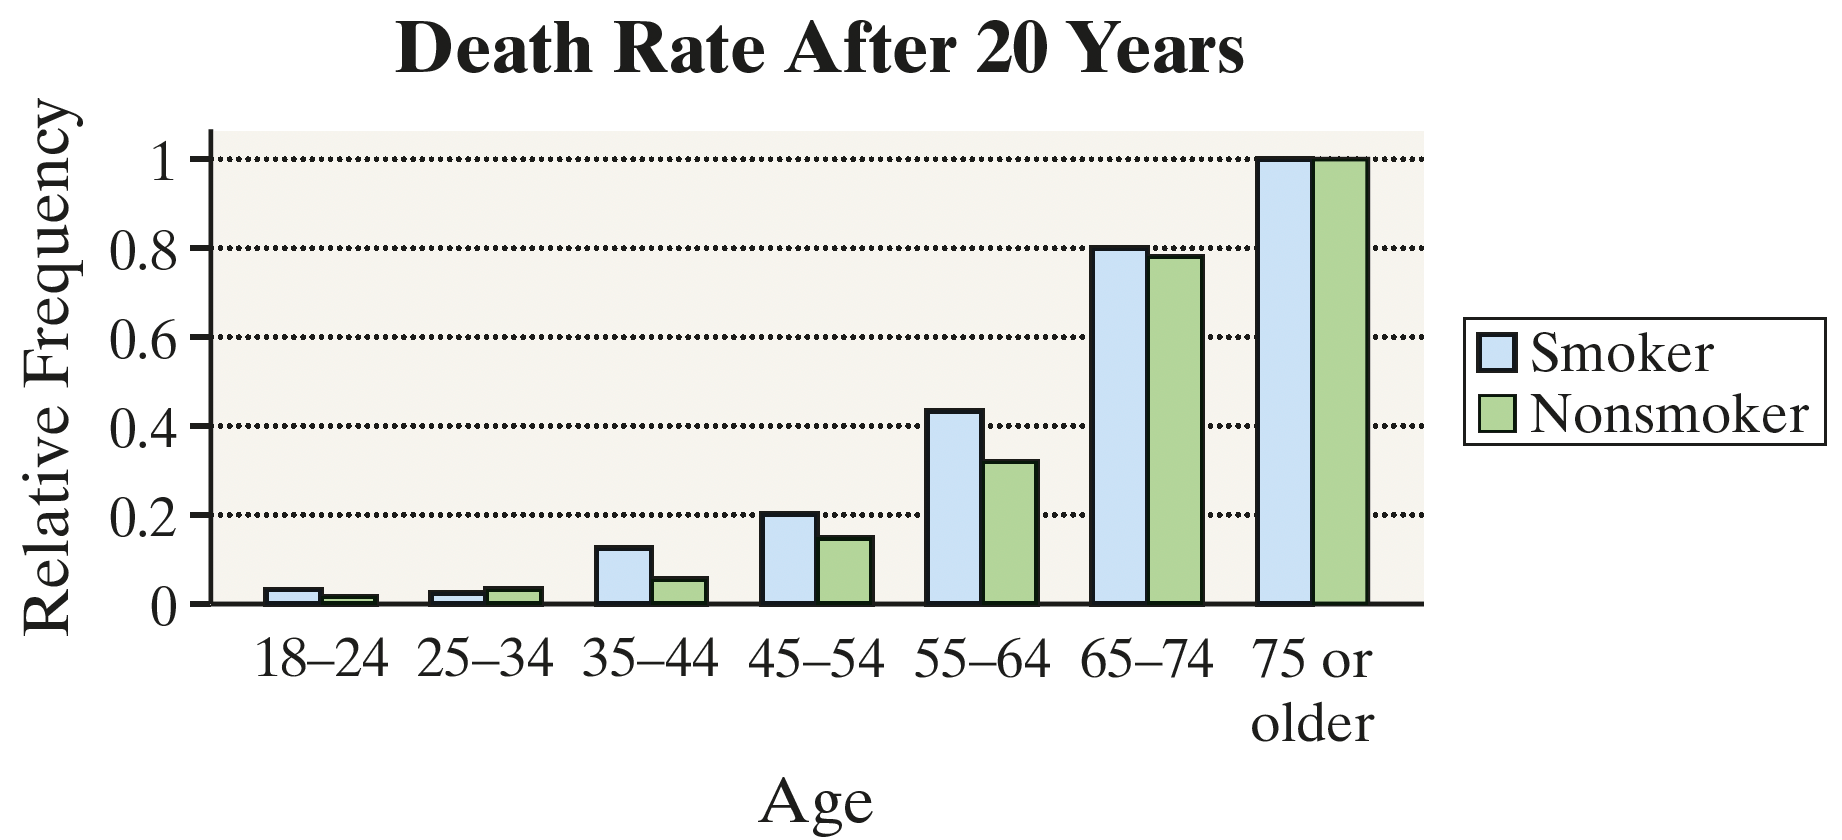 Death Rate After 20 Years
Relative Frequency
1
0.8
0.6
0.4
0.2
0
18–24 25–34 35–44 45–54 55–64 65–74 75 or
older
Age
Smoker
Nonsmoker